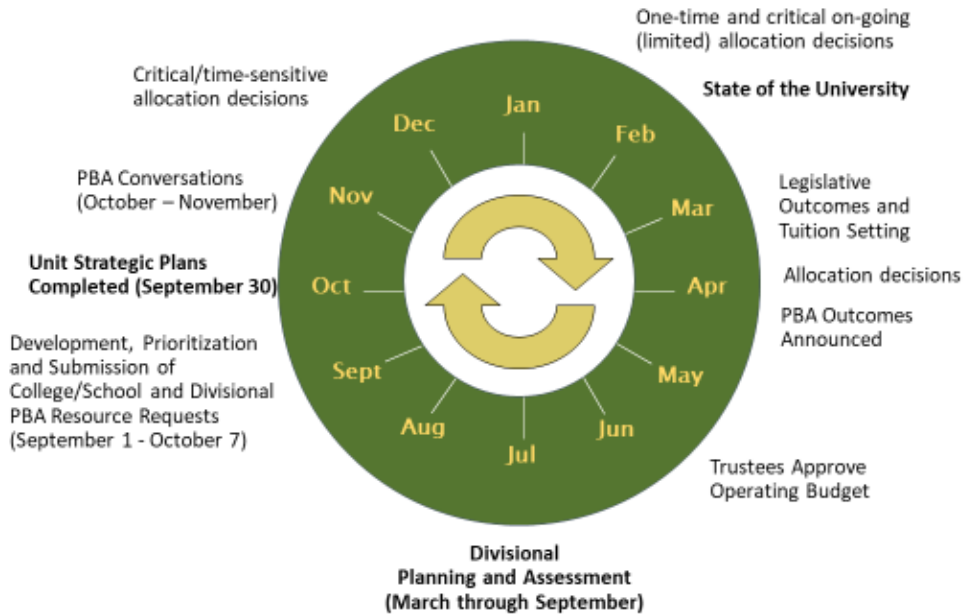 One-time and critical on-going
(limited) allocation decisions
State of the University
Critical/time-sensitive
allocation decisions
Jan
Feb
Mar
Apr
May
Jun
Jul
Aug
Sept
Oct
Nov
Dec
Legislative
Outcomes and
Tuition Setting
Allocation decisions
PBA Outcomes
Announced
Trustees Approve
Operating Budget
Divisional
Planning and Assessment
(March through September)
Development, Prioritization
and Submission of
College/School and Divisional
PBA Resource Requests
(September 1 - October 7)
Unit Strategic Plans
Completed (September 30)
PBA Conversations
(October – November)